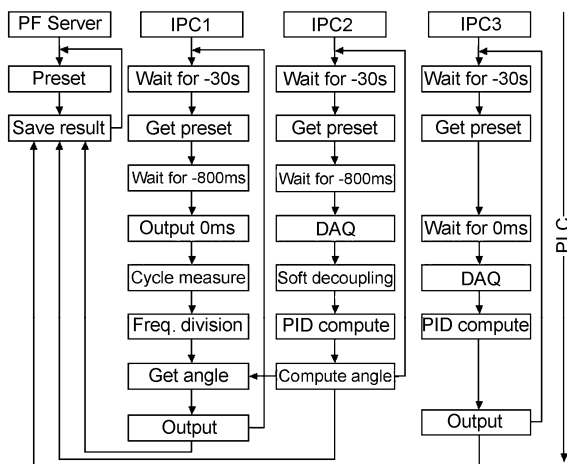 PF Server
Preset
Save result
IPC1
Wait for -30s
Get preset
Wait for -800ms
Output 0ms
Cycle measure
Freq. division
Get angle
Output
IPC2
Wait for -30s
Get preset
Wait for -800ms
DAQ
Soft decoupling
PID compute
Compute angle
IPC3
Wait for -30s
Get preset
Wait for 0ms
DAQ
PID compute
Output
PLC